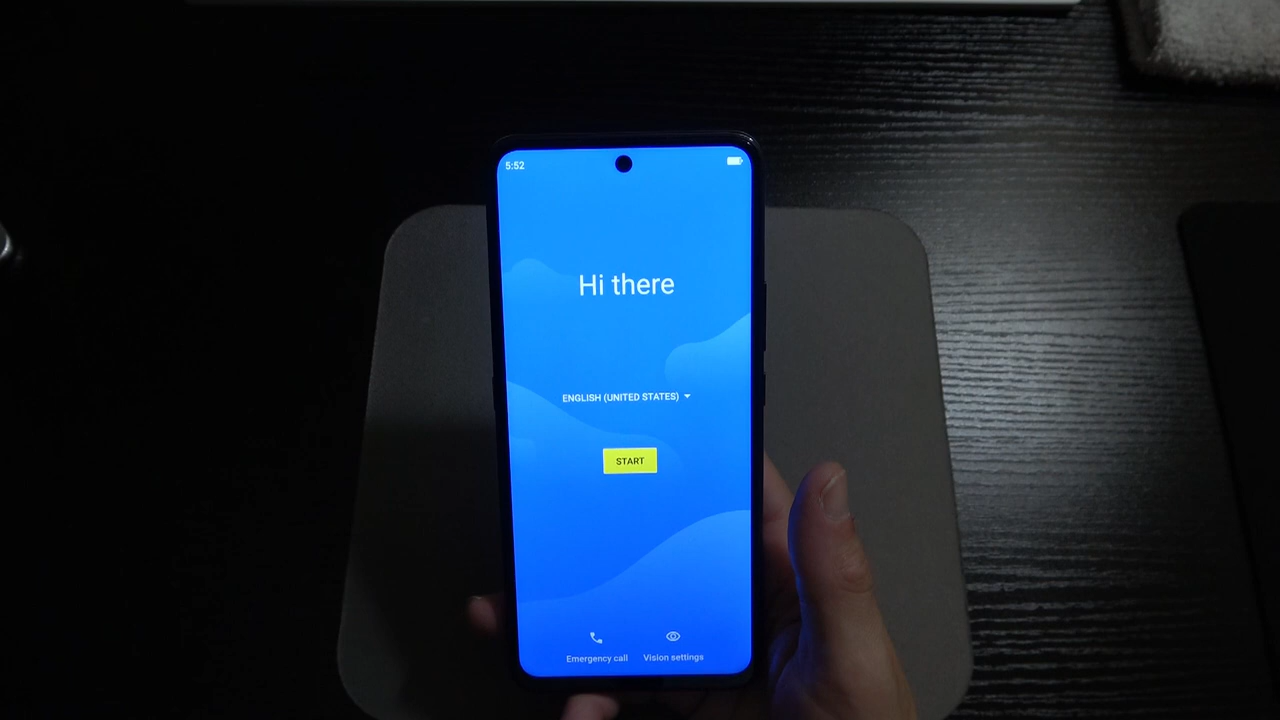 5:52
Hi there
ENGLISH (UNITED STATES)
START
Emergency call
Vision settings